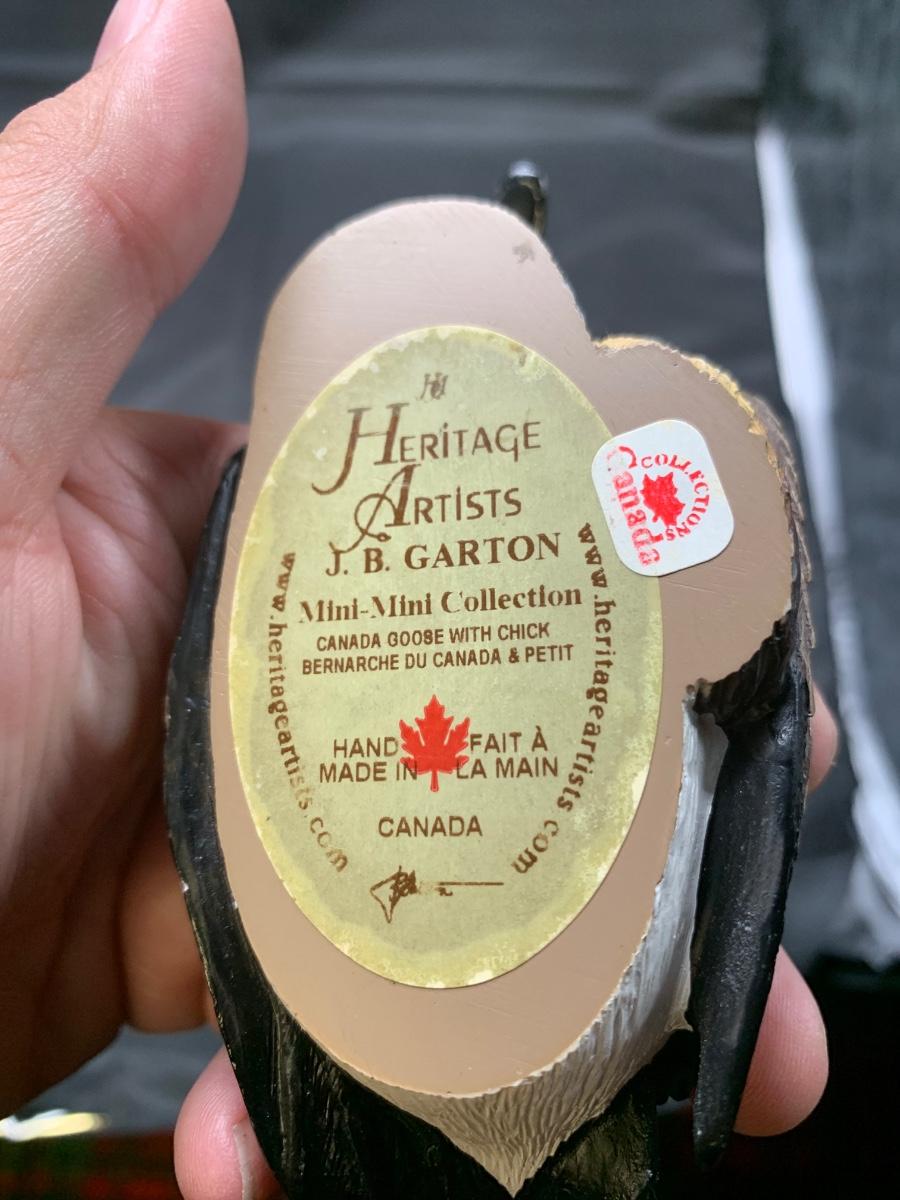 HERITAGE
ARTISTS
J. B. GARTON
Mini-Mini Collection
CANADA GOOSE WITH CHICK
BERNARCHE DU CANADA & PETIT
HAND FAIT À
MADE IN LA MAIN
CANADA
www.heritageartists.com
www.heritageartists com
Canada
COLLECTIONS